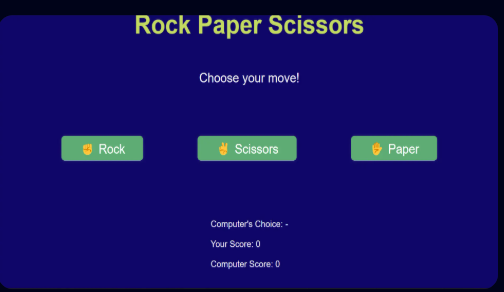 Rock Paper Scissors
Choose your move!
✊ Rock
✌ Scissors
✋ Paper
Computer's Choice: -
Your Score: 0
Computer Score: 0